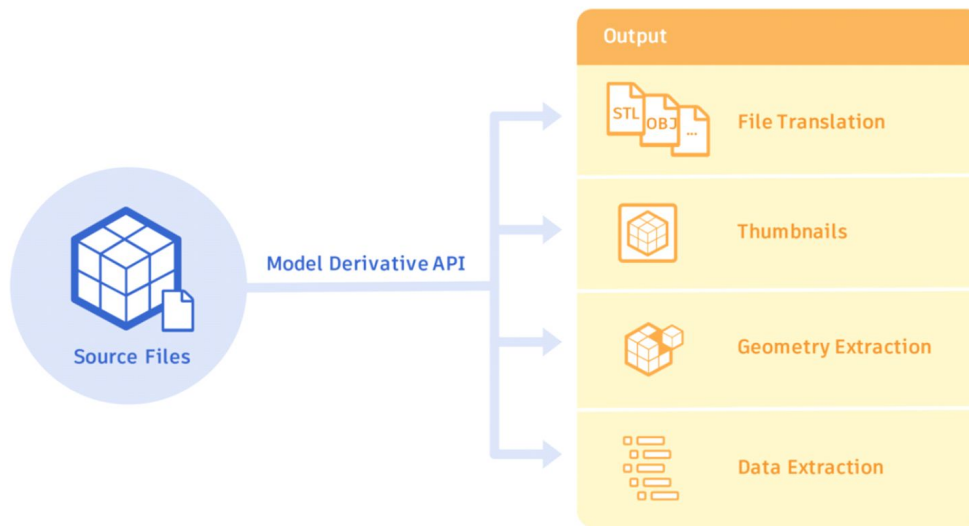 Output
STL
OBJ
...
File Translation
Thumbnails
Model Derivative API
Source Files
Geometry Extraction
Data Extraction